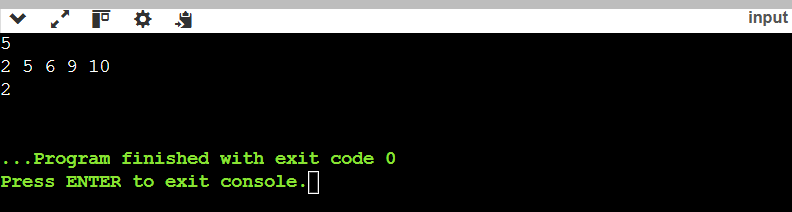 input
5
2 5 6 9 10
2
...Program finished with exit code 0
Press ENTER to exit console.